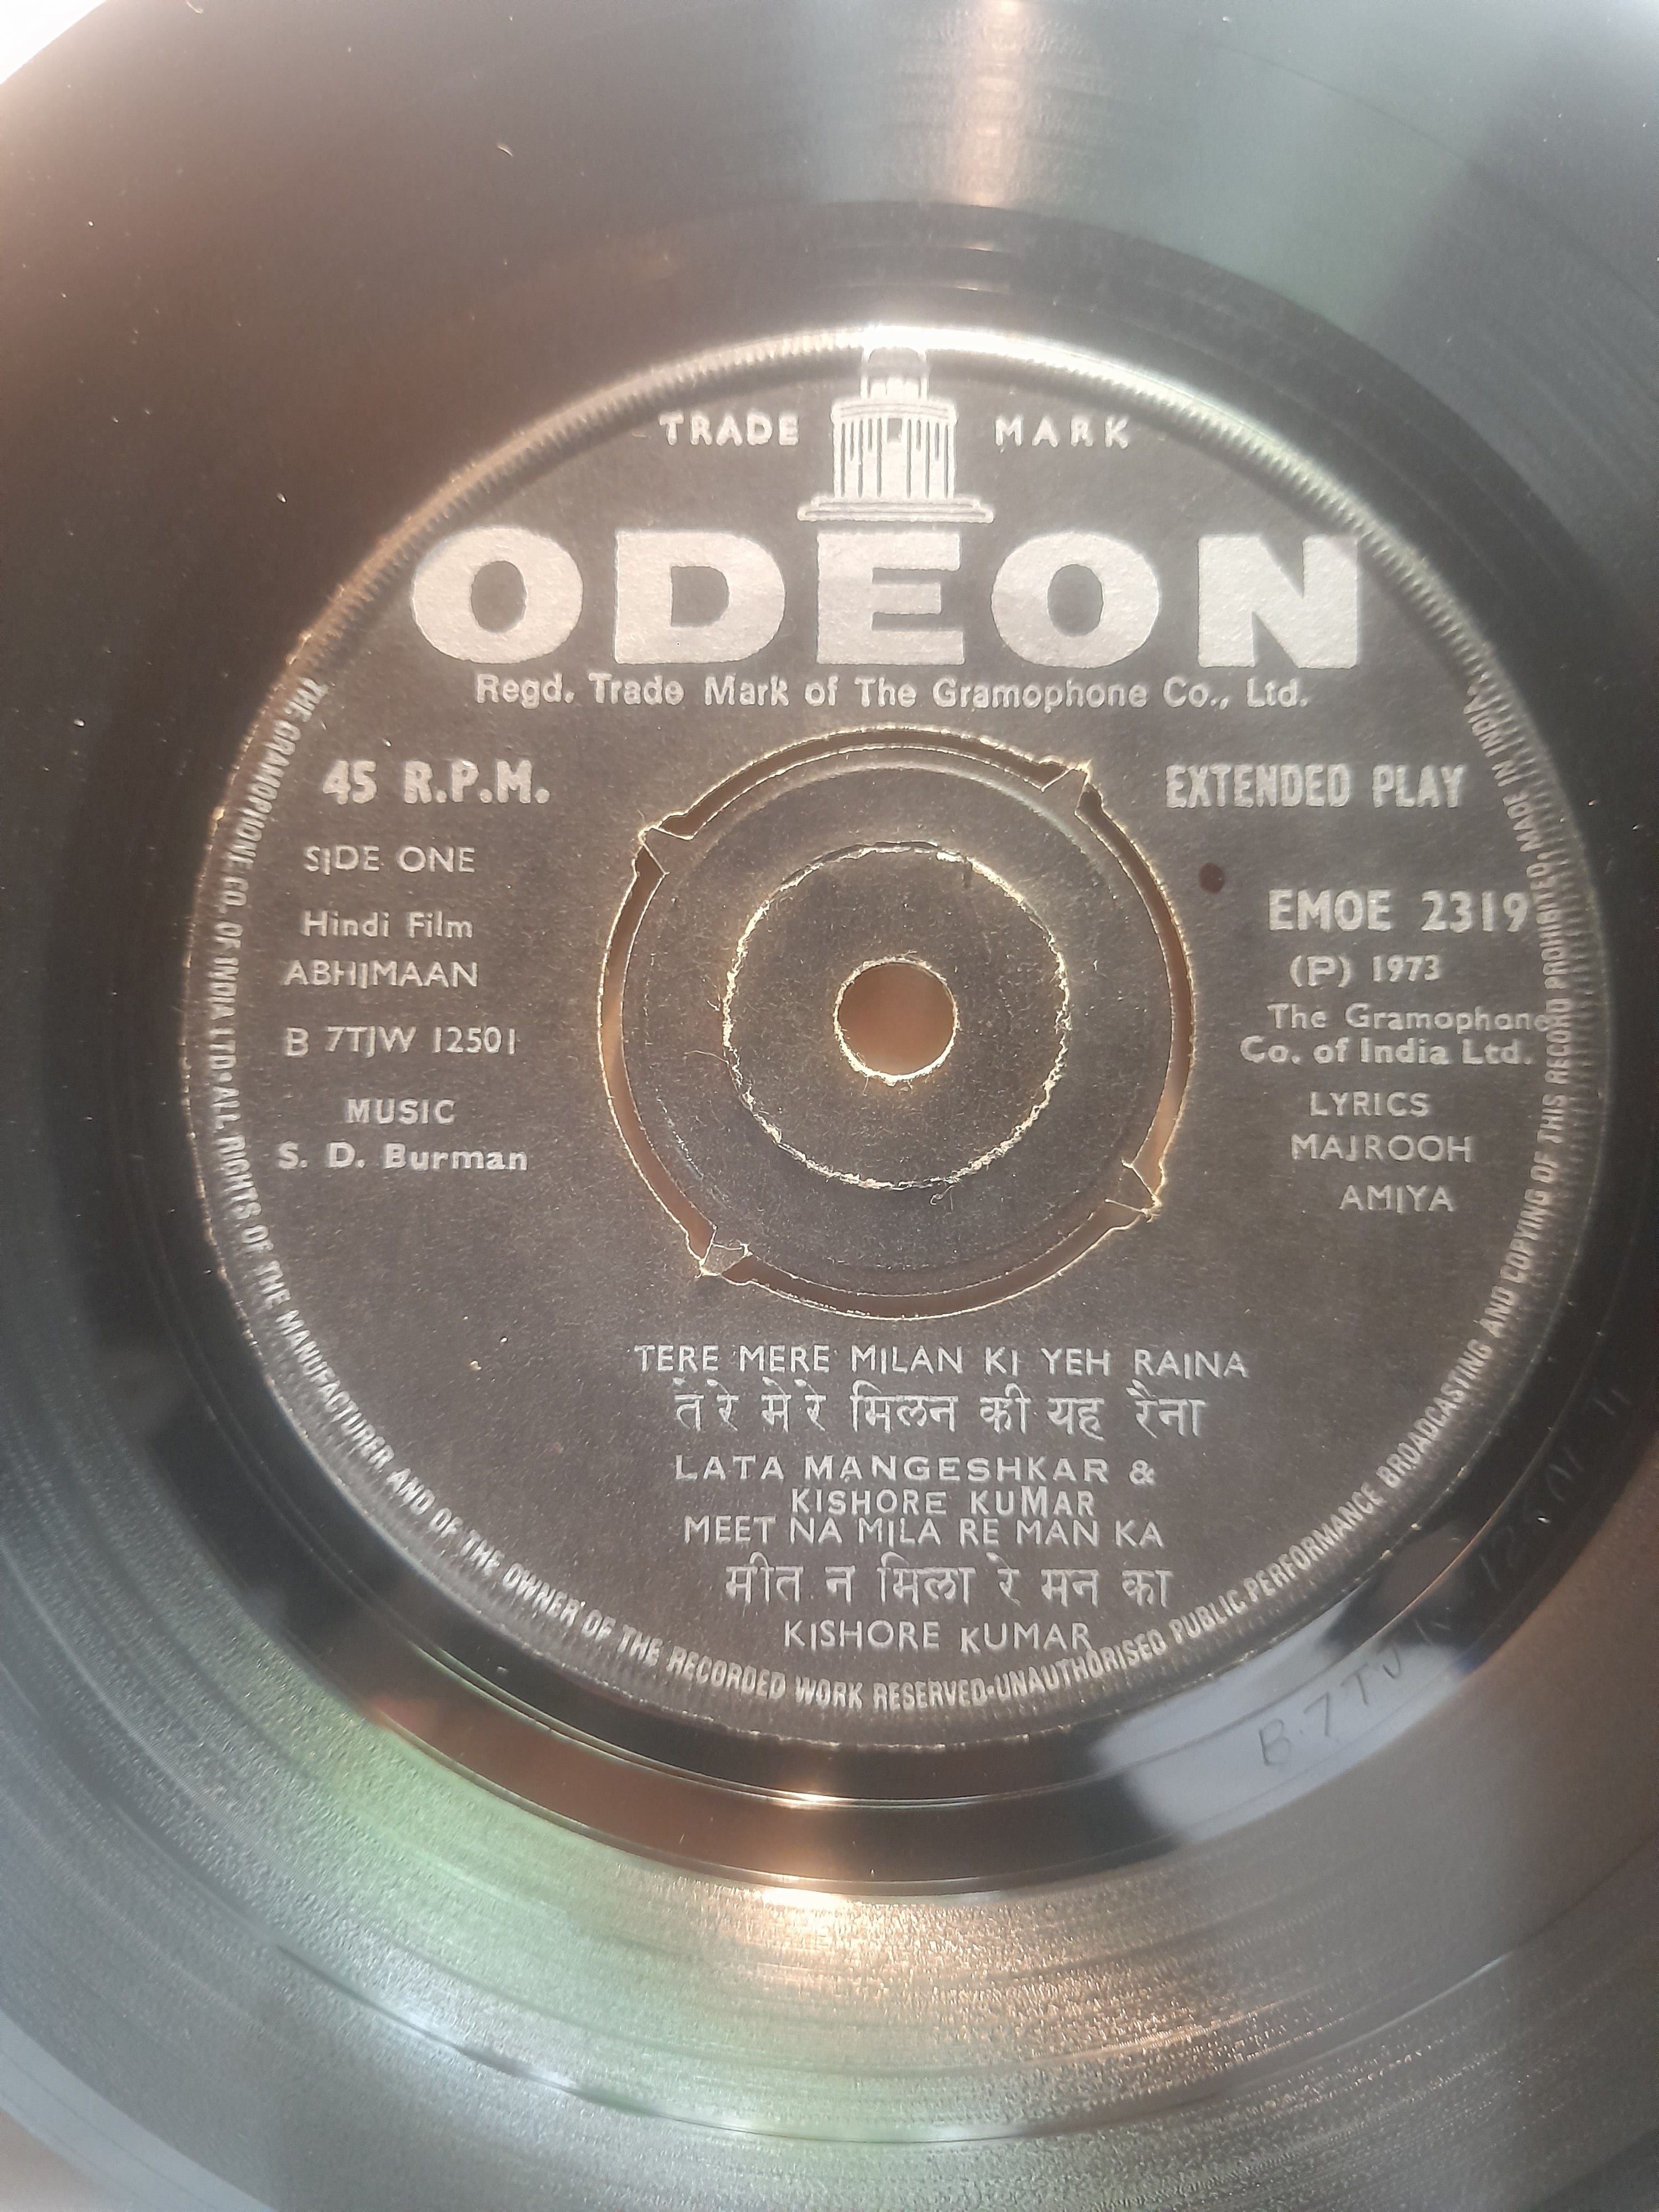 TRADE MARK
ODEON
Regd. Trade Mark of The Gramophone Co., Ltd.
45 R.P.M.
SIDE ONE
Hindi Film
ABHIMAAN
B 7TJW 12501
MUSIC
S. D. Burman
EXTENDED PLAY
EMOE 2319
(P) 1973
The Gramophone
Co. of India Ltd.
LYRICS
MAJROOH
AMIYA
TERE MERE MILAN KI YEH RAINA
तेरे मेरे मिलन की यह रैना
LATA MANGESHKAR &
KISHORE KUMAR
MEET NA MILA RE MAN KA
मीत न मिला रे मन का
KISHORE KUMAR
THE GRAMOPHONE CO. OF INDIA LTD•ALL RIGHTS OF THE MANUFACTURER AND OF THE OWNER OF THE RECORDED WORK RESERVED•UNAUTHORISED PUBLIC PERFORMANCE BROADCASTING AND COPYING OF THIS RECORD PROHIBITED. MADE IN INDIA
B.7TJ